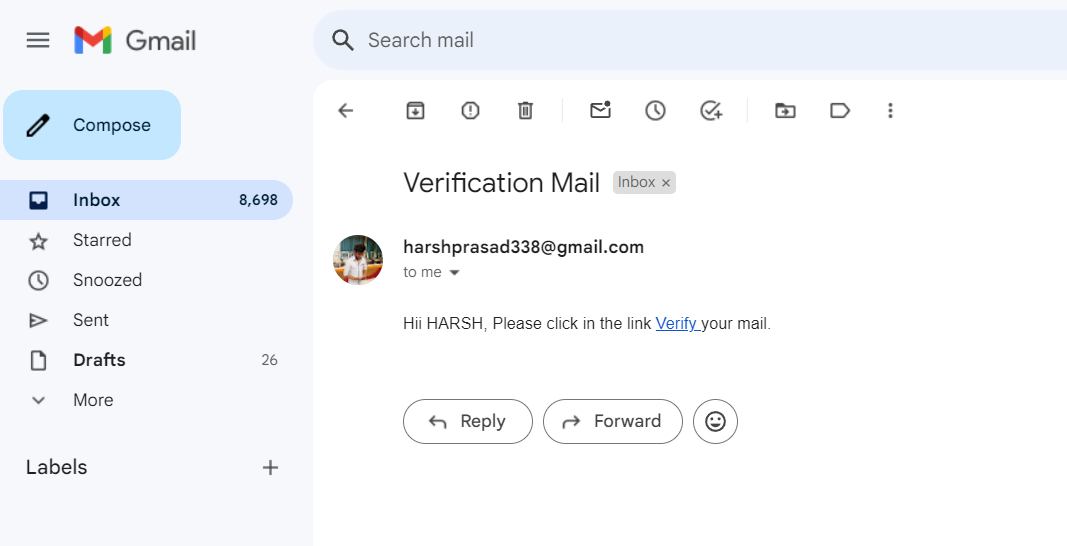 Gmail
Search mail
Compose
Inbox 8,698
Starred
Snoozed
Sent
Drafts 26
More
Labels
Verification Mail Inbox ×
harshprasad338@gmail.com
to me
Hii HARSH, Please click in the link Verify your mail.
Reply Forward